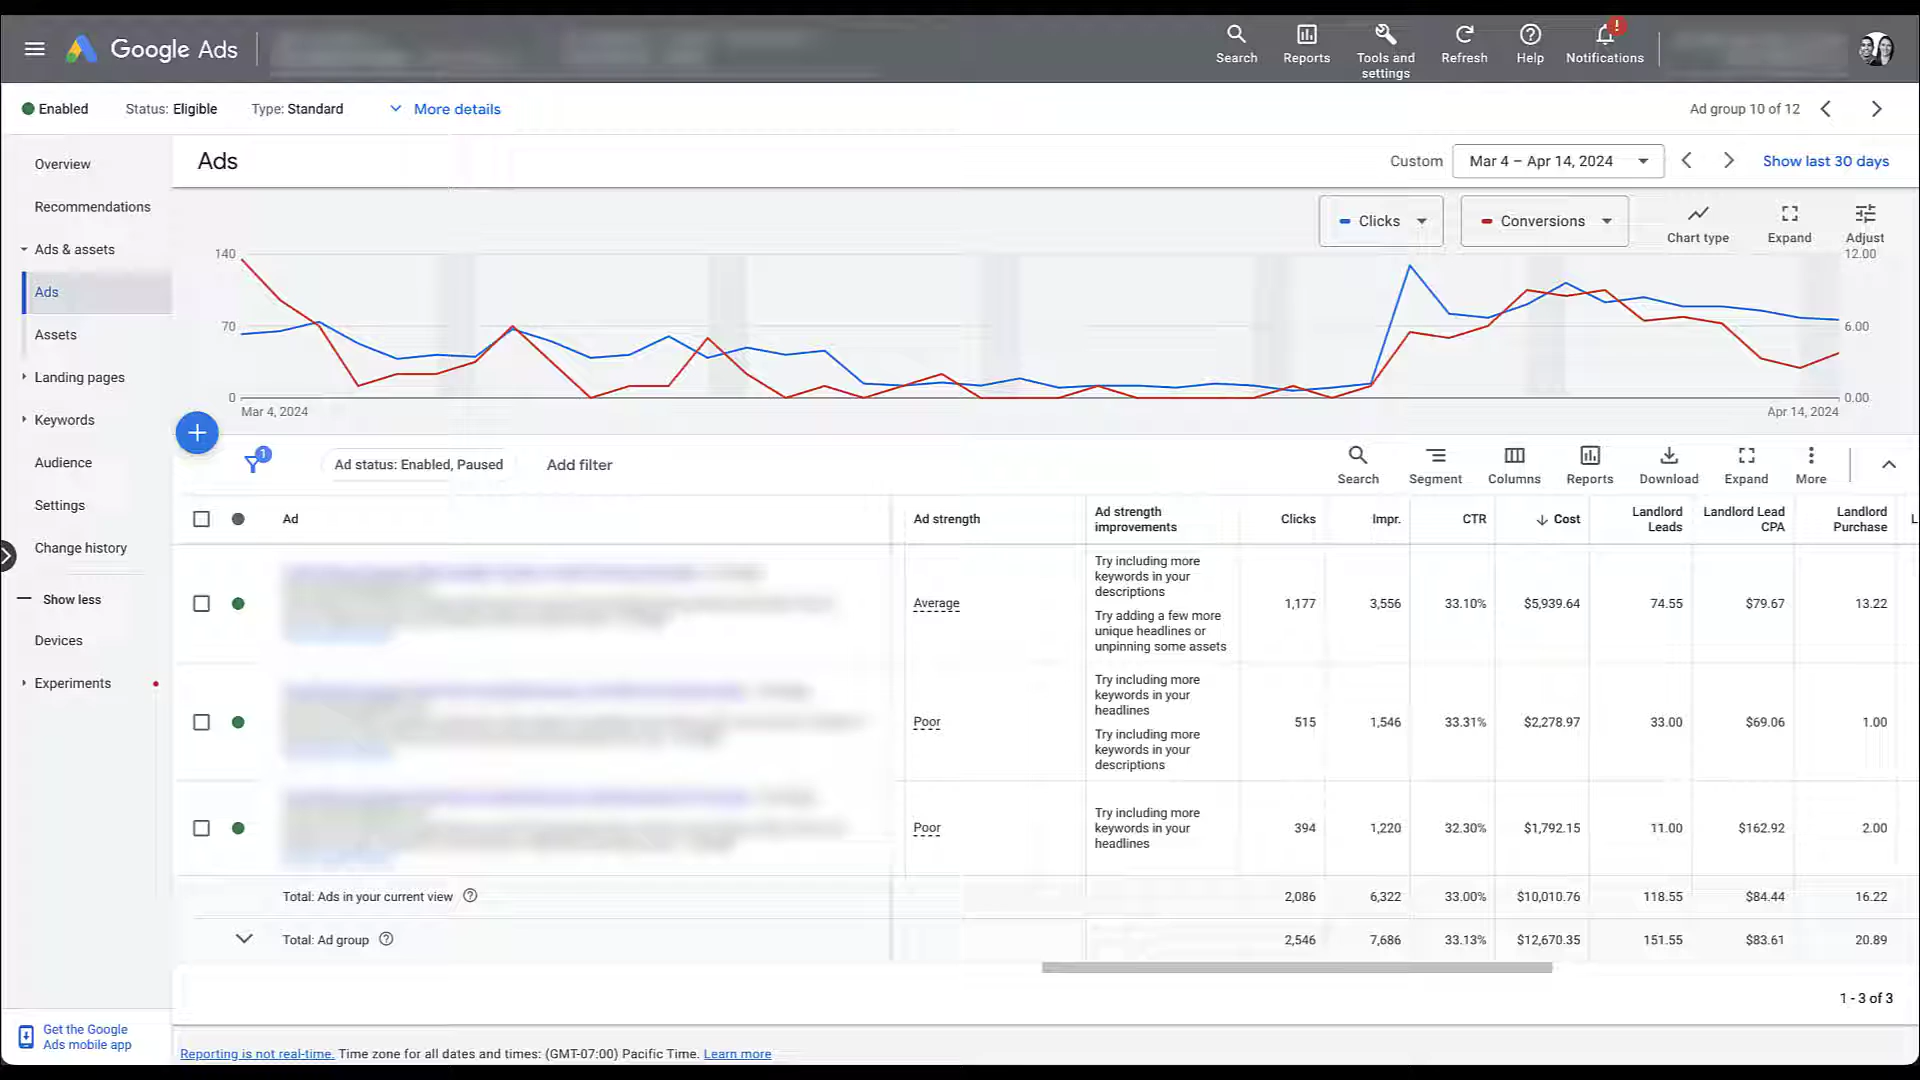 Google Ads
Search
Reports
Tools and
settings
Refresh
Help
Notifications
!
Enabled
Status: Eligible
Type: Standard
More details
Ad group 10 of 12
Overview
Recommendations
Ads & assets
Ads
Assets
Landing pages
Keywords
Audience
Settings
Change history
Show less
Devices
Experiments
Get the Google
Ads mobile app
Ads
Custom
Mar 4 – Apr 14, 2024
Show last 30 days
Clicks
Conversions
Chart type
Expand
Adjust
140
70
0
12.00
6.00
0.00
Mar 4, 2024
Apr 14, 2024
1
Ad status: Enabled, Paused
Add filter
Search
Segment
Columns
Reports
Download
Expand
More
Ad
Ad strength
Ad strength
improvements
Clicks
Impr.
CTR
Cost
Landlord
Leads
Landlord Lead
CPA
Landlord
Purchase
L
Average
Try including more
keywords in your
descriptions
Try adding a few more
unique headlines or
unpinning some assets
1,177
3,556
33.10%
$5,939.64
74.55
$79.67
13.22
Poor
Try including more
keywords in your
headlines
Try including more
keywords in your
descriptions
515
1,546
33.31%
$2,278.97
33.00
$69.06
1.00
Poor
Try including more
keywords in your
headlines
394
1,220
32.30%
$1,792.15
11.00
$162.92
2.00
Total: Ads in your current view
2,086
6,322
33.00%
$10,010.76
118.55
$84.44
16.22
Total: Ad group
2,546
7,686
33.13%
$12,670.35
151.55
$83.61
20.89
1 - 3 of 3
Reporting is not real-time. Time zone for all dates and times: (GMT-07:00) Pacific Time. Learn more